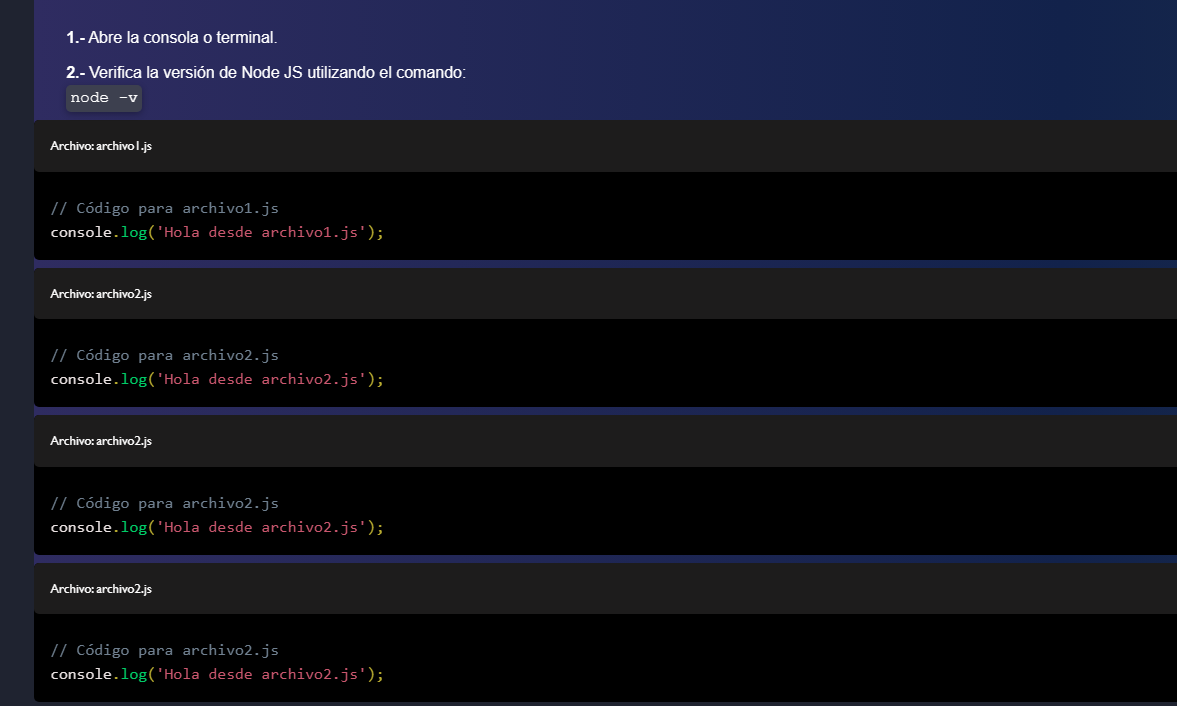 1.- Abre la consola o terminal.
2.- Verifica la versión de Node JS utilizando el comando:
node -v
Archivo: archivo1.js
// Código para archivo1.js
console.log('Hola desde archivo1.js');
Archivo: archivo2.js
// Código para archivo2.js
console.log('Hola desde archivo2.js');
Archivo: archivo2.js
// Código para archivo2.js
console.log('Hola desde archivo2.js');
Archivo: archivo2.js
// Código para archivo2.js
console.log('Hola desde archivo2.js');